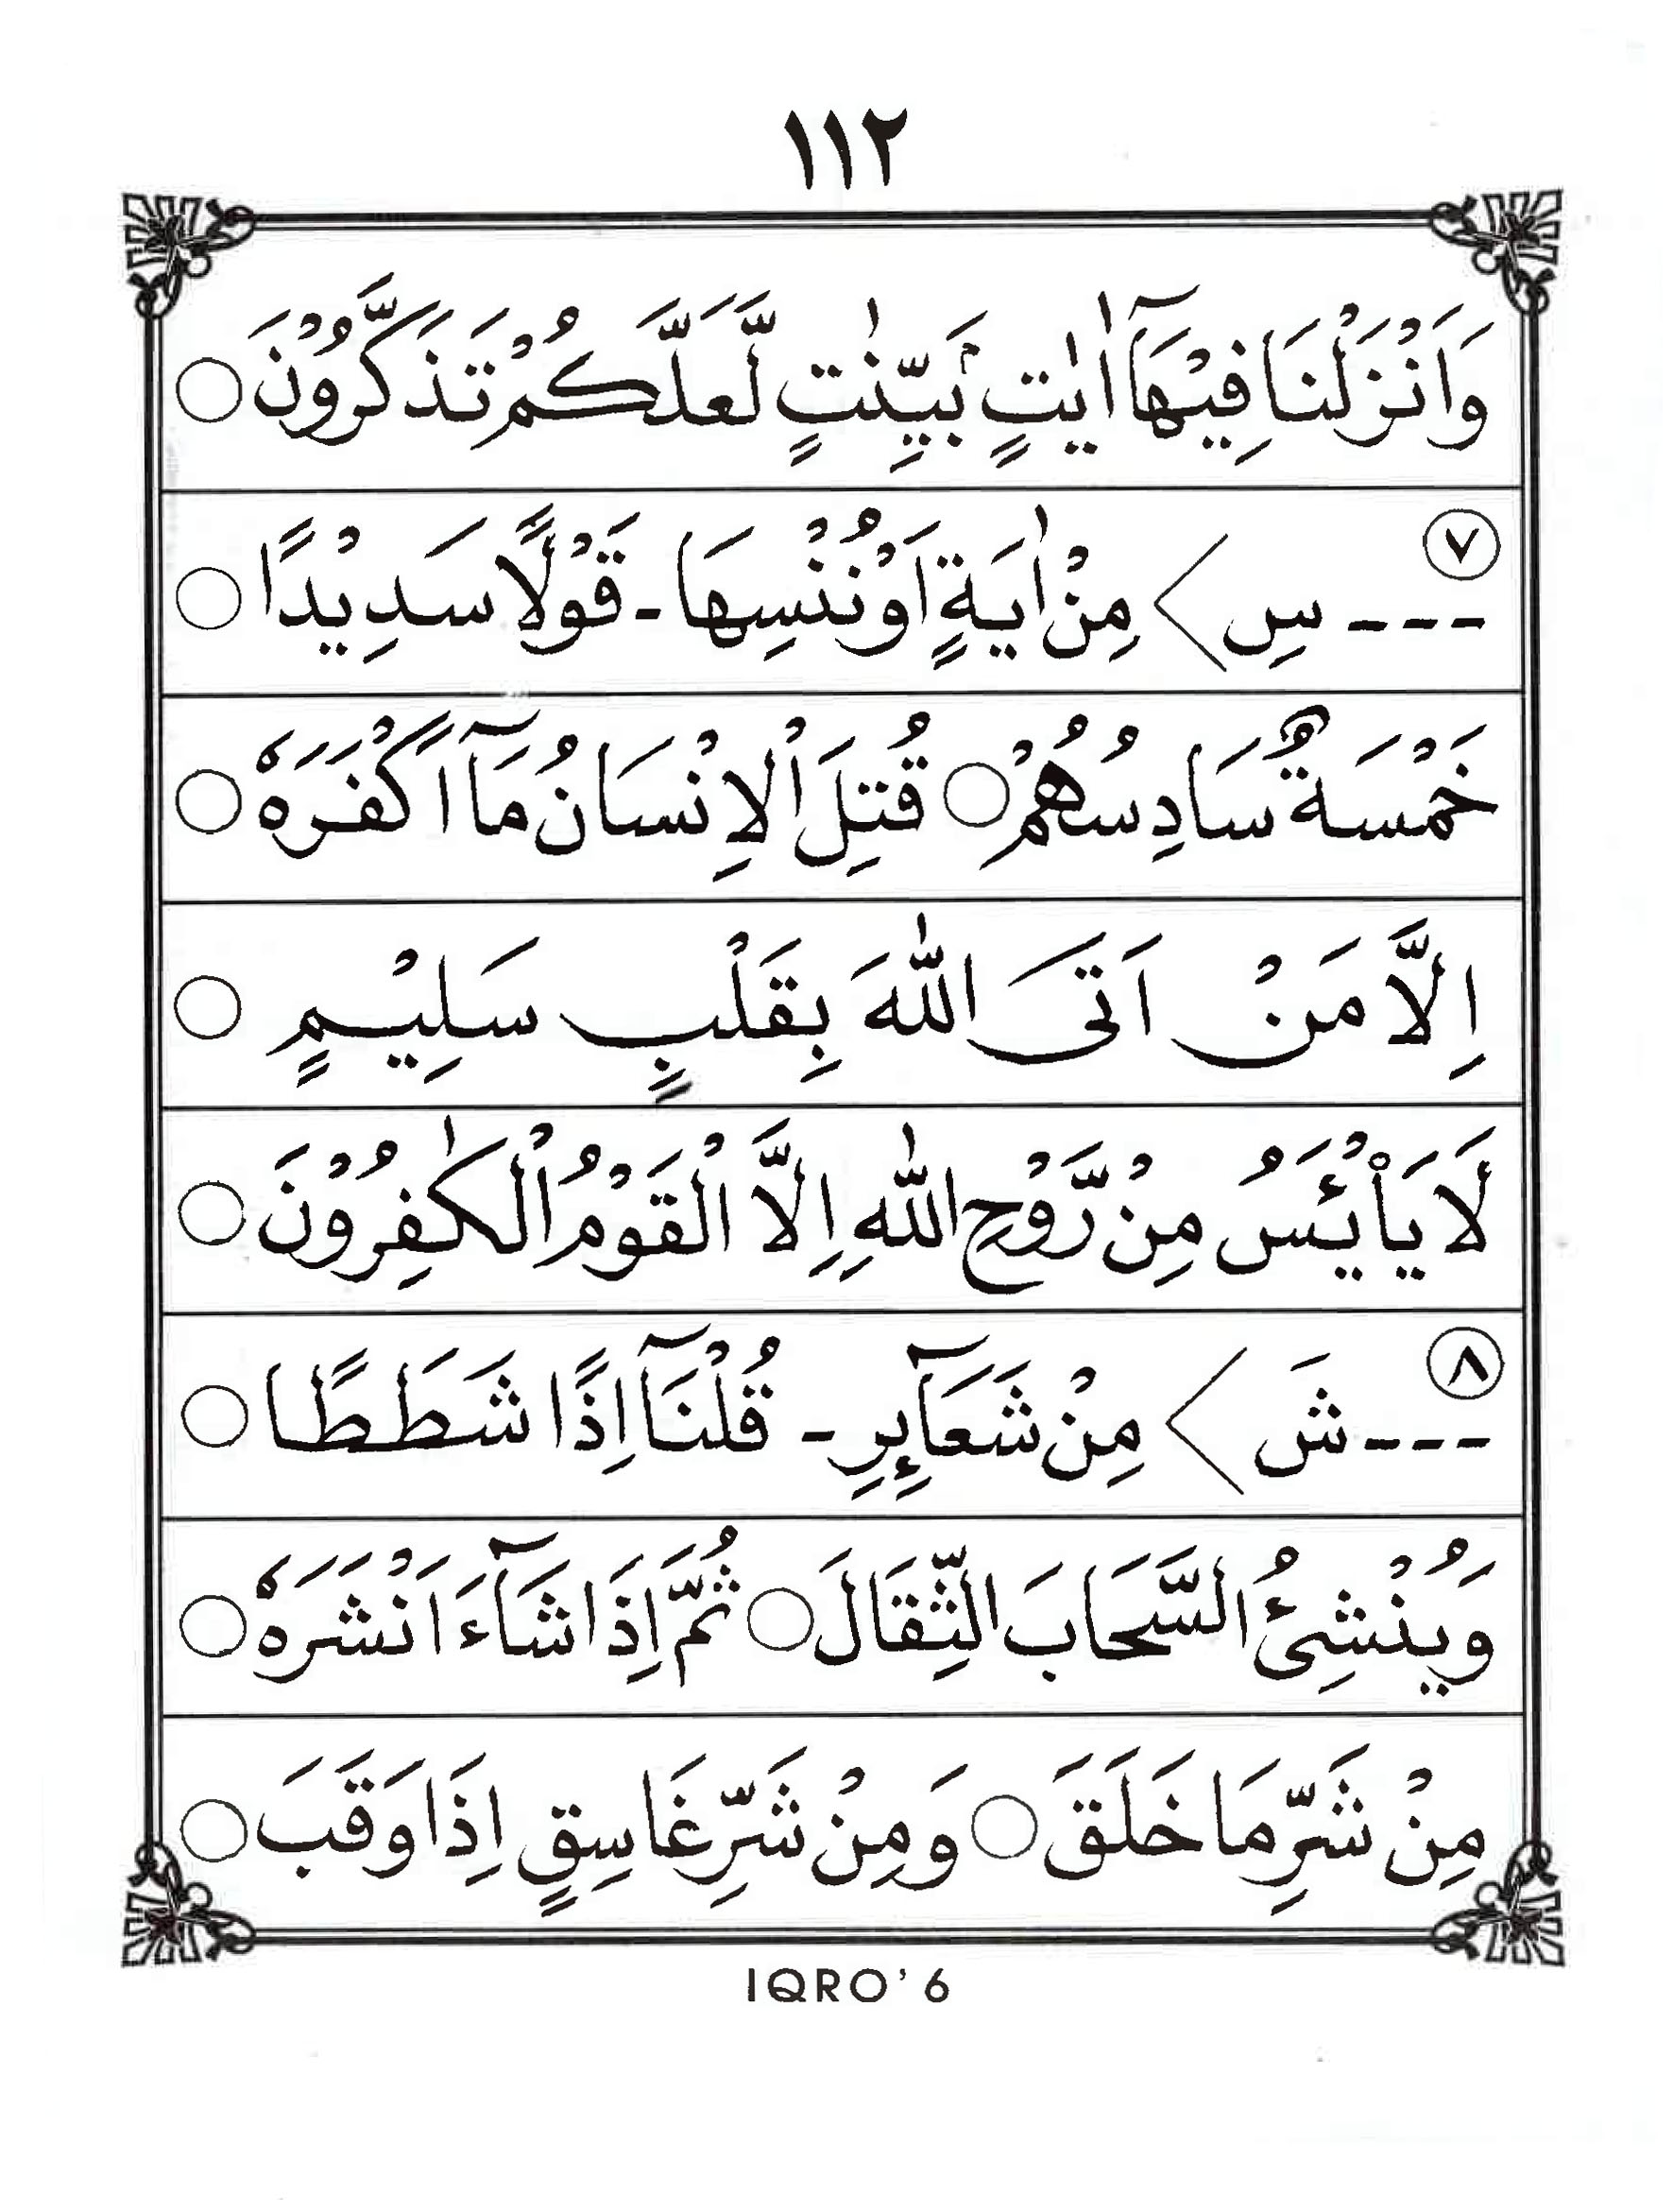 ١١٢
وَاَنْزَلْنَا فِيْهَآ اٰيٰتٍۢ بَيِّنٰتٍ لَّعَلَّكُمْ تَذَكَّرُوْنَ ○
٧
--- سِ > مِنْ اٰيَةٍ اَوْ نُنْسِهَا - قَوْلًا سَدِيْدًا ○
خَمْسَةٌ سَادِسُهُمْ ○ قُتِلَ الْاِنْسَانُ مَآ اَكْفَرَهٗ ○
اِلَّا مَنْ اَتَى اللّٰهَ بِقَلْبٍ سَلِيْمٍ ○
لَا يَا۟يْـَٔسُ مِنْ رَّوْحِ اللّٰهِ اِلَّا الْقَوْمُ الْكٰفِرُوْنَ ○
٨
--- شَ > مِنْ شَعَآئِرِ - قُلْنَآ اِذًا شَطَطًا ○
وَيُنْشِئُ السَّحَابَ الثِّقَالَ ○ ثُمَّ اِذَا شَآءَ اَنْشَرَهٗ ○
مِنْ شَرِّ مَا خَلَقَ ○ وَمِنْ شَرِّ غَاسِقٍ اِذَا وَقَبَ ○
IQRO' 6